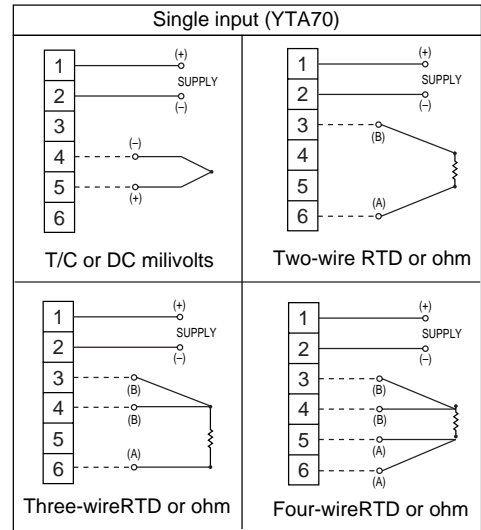 Single input (YTA70)
1 (+)
SUPPLY
2 (–)
3
4 (–)
5 (+)
6
T/C or DC milivolts
1 (+)
SUPPLY
2 (–)
3 (B)
4
5
6 (A)
Two-wire RTD or ohm
1 (+)
SUPPLY
2 (–)
3 (B)
4 (B)
5
6 (A)
Three-wireRTD or ohm
1 (+)
SUPPLY
2 (–)
3 (B)
4 (B)
5 (A)
6 (A)
Four-wireRTD or ohm